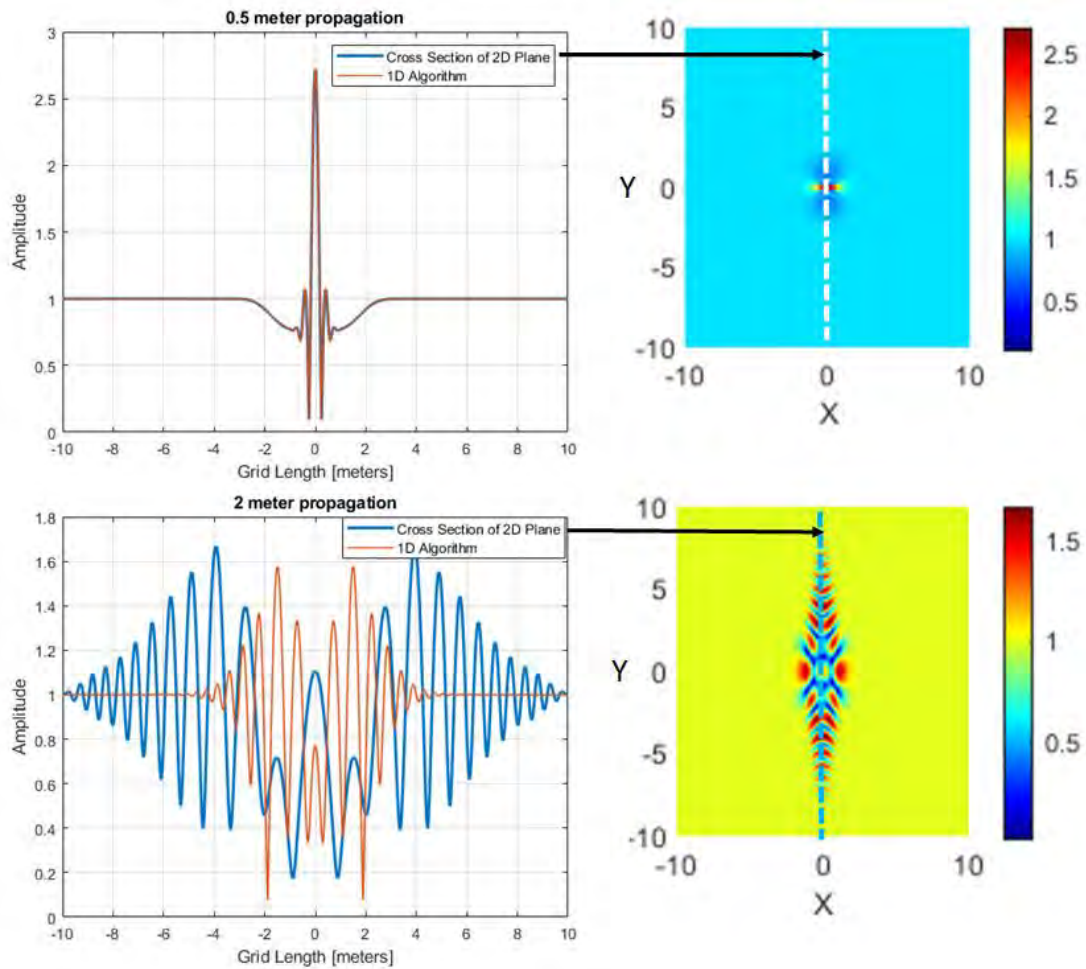 0.5 meter propagation
3
2.5
2
1.5
1
0.5
0
Amplitude
Cross Section of 2D Plane
1D Algorithm
-10 -8 -6 -4 -2 0 2 4 6 8 10
Grid Length [meters]
10
5
0
-5
-10
Y
-10 0 10
X
2.5
2
1.5
1
0.5
2 meter propagation
1.8
1.6
1.4
1.2
1
0.8
0.6
0.4
0.2
0
Amplitude
Cross Section of 2D Plane
1D Algorithm
-10 -8 -6 -4 -2 0 2 4 6 8 10
Grid Length [meters]
10
5
0
-5
-10
Y
-10 0 10
X
1.5
1
0.5